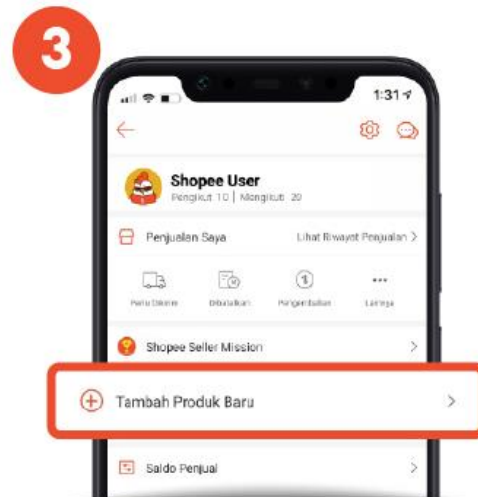 3
1:31
Shopee User
Pengikut 10 | Mengikuti 20
Penjualan Saya
Lihat Riwayat Penjualan >
Perlu Dikirim
Dibatalkan
Pengembalian
Lainnya
Shopee Seller Mission >
Tambah Produk Baru >
Saldo Penjual >